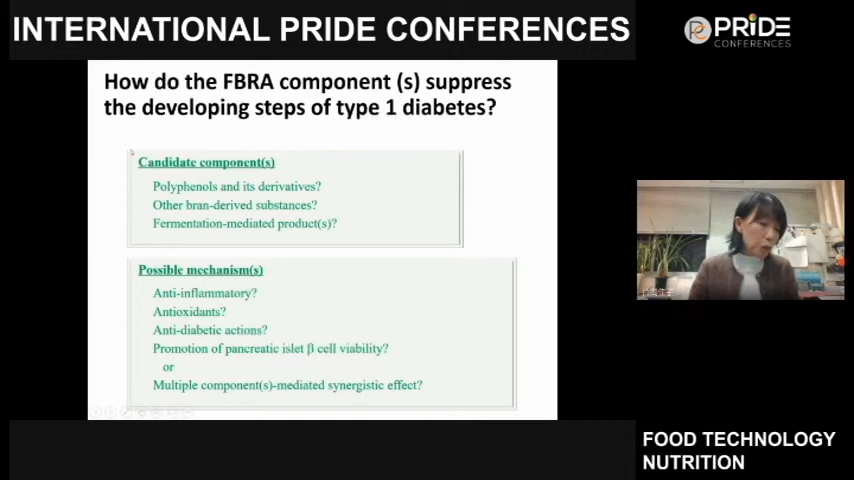 INTERNATIONAL PRIDE CONFERENCES
PC PRIDE
CONFERENCES
How do the FBRA component (s) suppress
the developing steps of type 1 diabetes?
Candidate component(s)
Polyphenols and its derivatives?
Other bran-derived substances?
Fermentation-mediated product(s)?
Possible mechanism(s)
Anti-inflammatory?
Antioxidants?
Anti-diabetic actions?
Promotion of pancreatic islet β cell viability?
or
Multiple component(s)-mediated synergistic effect?
FOOD TECHNOLOGY
NUTRITION